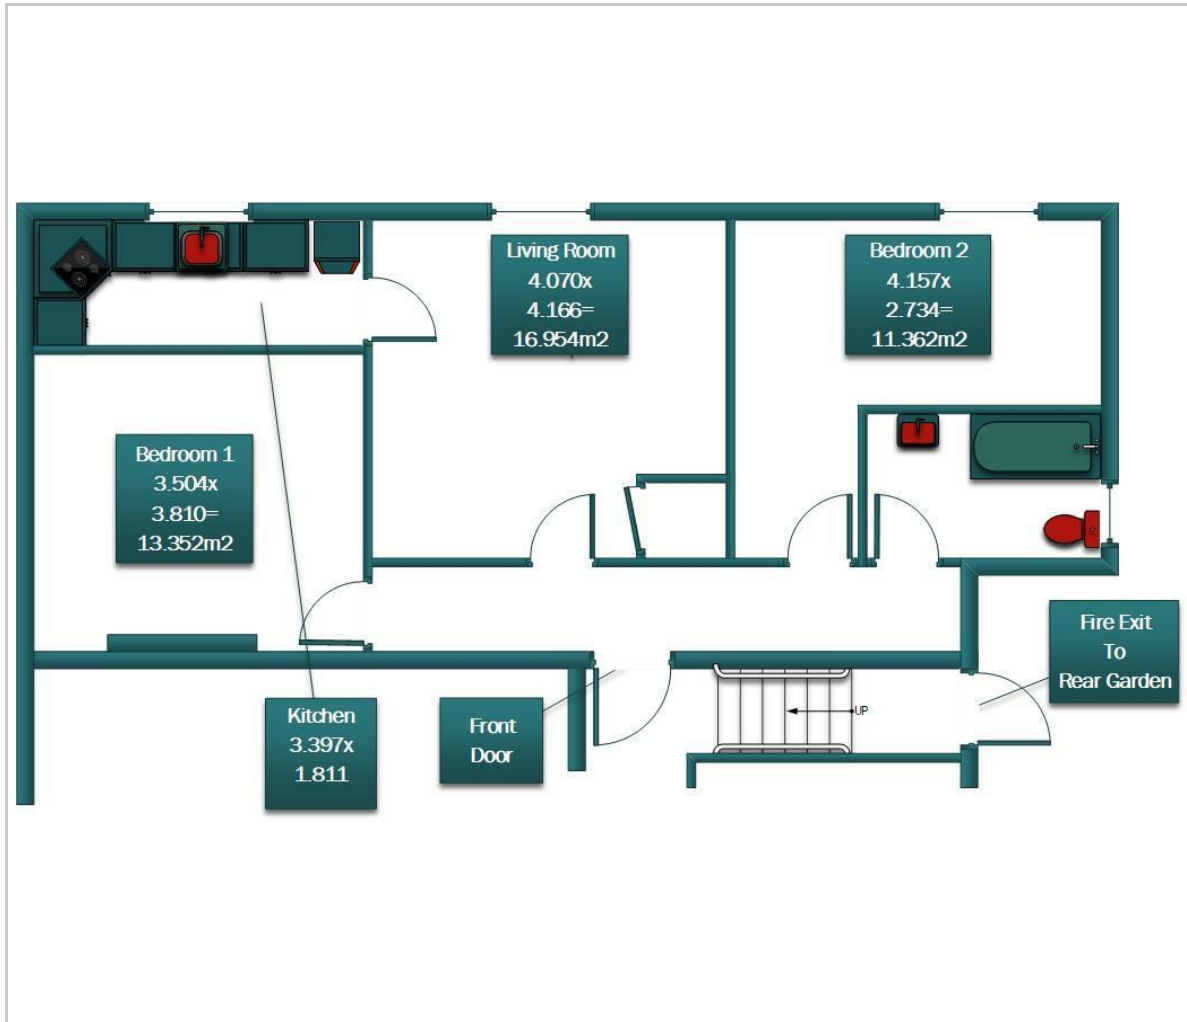 Living Room
4.070x
4.166=
16.954m2
Bedroom 2
4.157x
2.734=
11.362m2
Bedroom 1
3.504x
3.810=
13.352m2
Fire Exit
To
Rear Garden
Kitchen
3.397x
1.811
Front
Door
UP